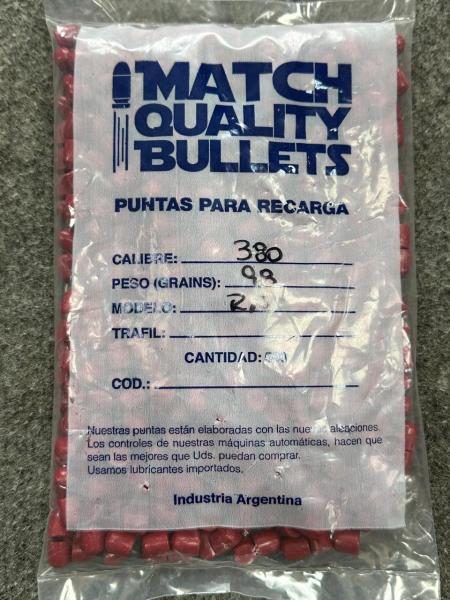 MATCH
QUALITY
BULLETS
PUNTAS PARA RECARGA
CALIBRE: 380
PESO (GRAINS): 98
MODELO:
TRAFIL:
CANTIDAD:
COD.:
Nuestras puntas están elaboradas con las nuevas aleaciones.
Los controles de nuestras máquinas automáticas, hacen que
sean las mejores que Uds. puedan comprar.
Usamos lubricantes importados.
Industria Argentina